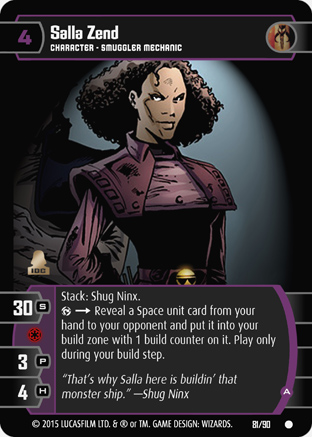 4
Salla Zend
CHARACTER - SMUGGLER MECHANIC
IDC
30 S
Stack: Shug Ninx.
→ Reveal a Space unit card from your
hand to your opponent and put it into your
build zone with 1 build counter on it. Play only
during your build step.
3 P
4 H
“That’s why Salla here is buildin’ that
monster ship.” —Shug Ninx
A
© 2015 LUCASFILM LTD. & ® or TM. GAME DESIGN: WIZARDS.
81/90